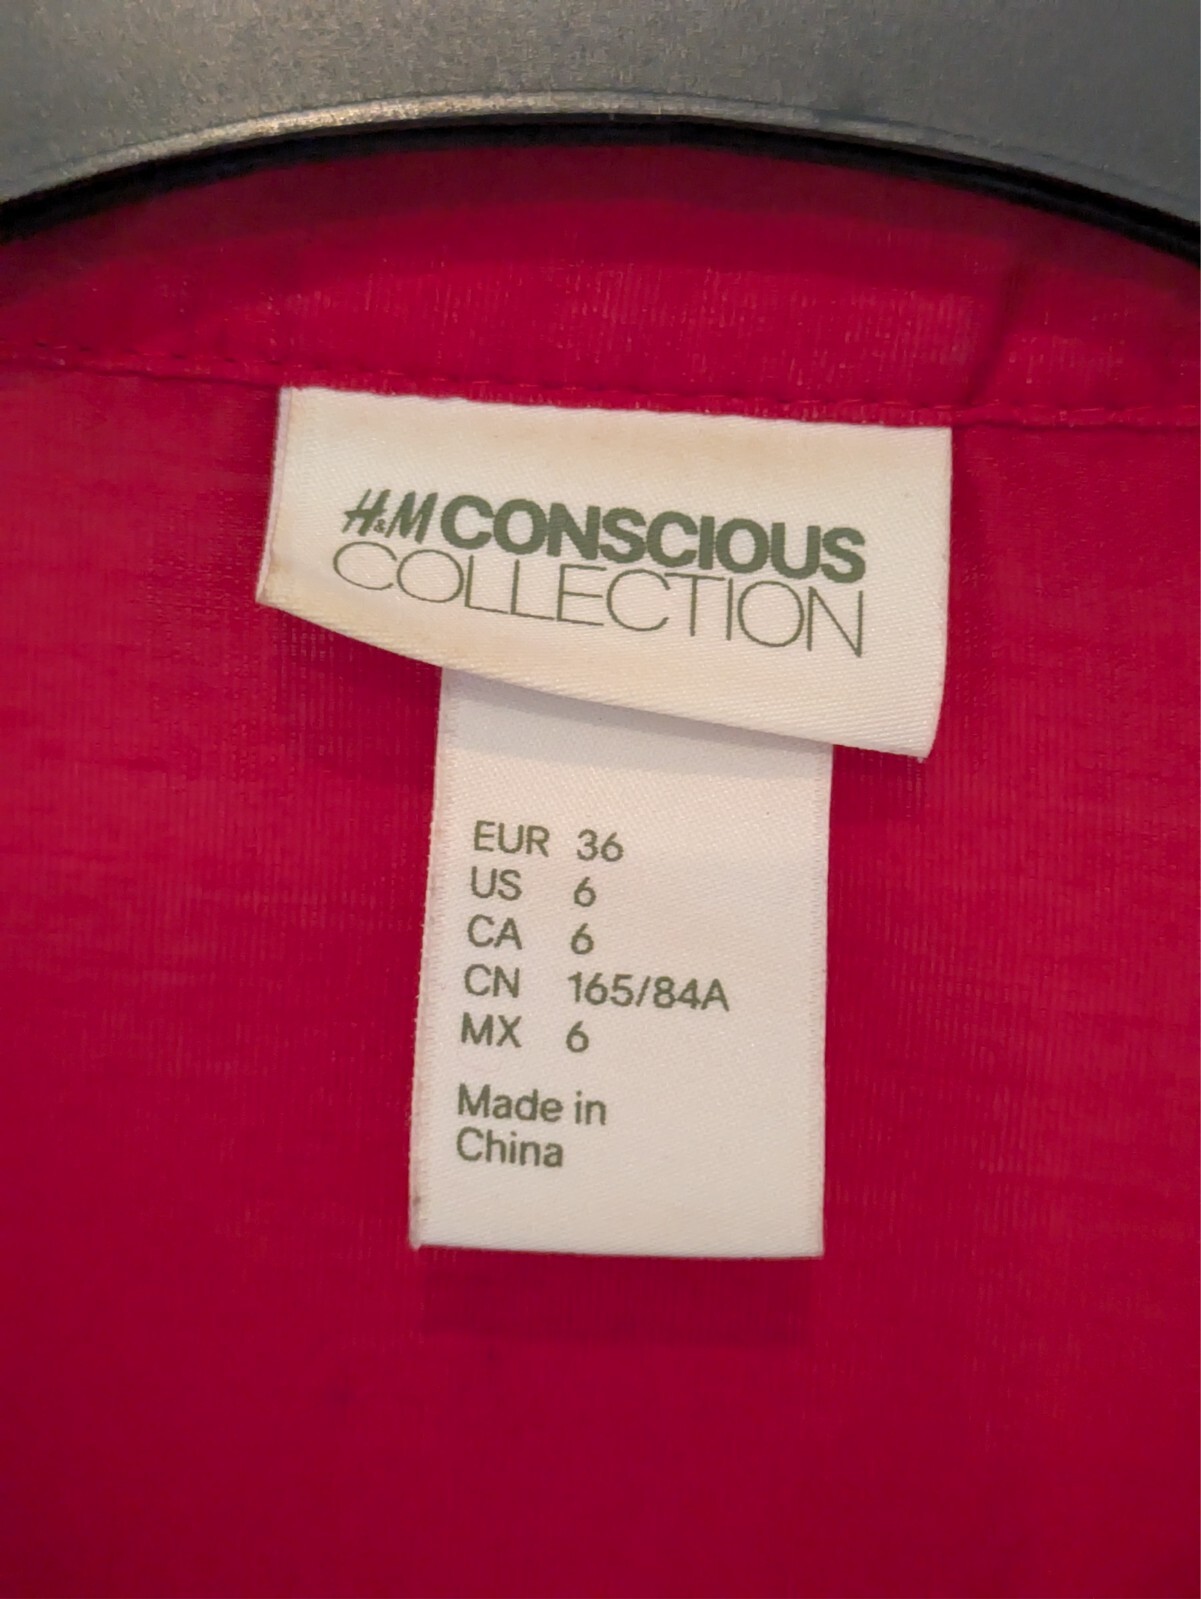 H&M CONSCIOUS
COLLECTION
EUR 36
US 6
CA 6
CN 165/84A
MX 6
Made in
China